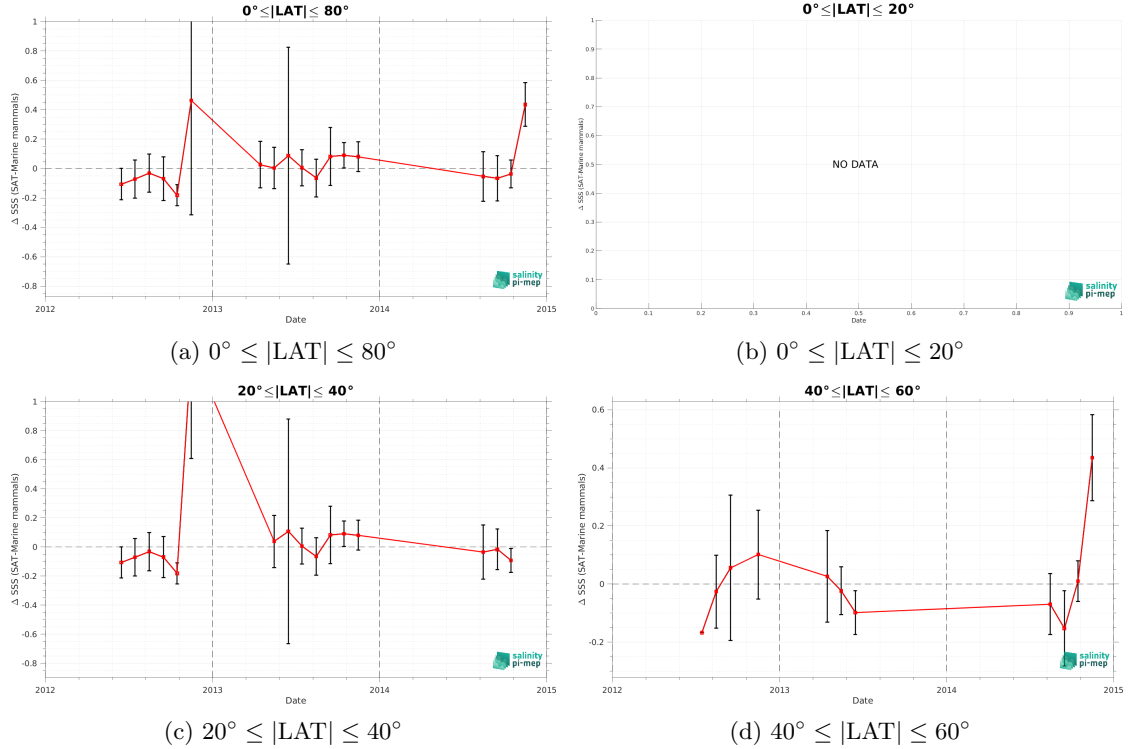 0°≤|LAT|≤ 80°
1
0.8
0.6
0.4
0.2
0
-0.2
-0.4
-0.6
-0.8
Δ SSS (SAT-Marine mammals)
2012
2013
2014
2015
Date
salinity
pi-mep
(a) 0° ≤ |LAT| ≤ 80°
0°≤|LAT|≤ 20°
1
0.9
0.8
0.7
0.6
0.5
0.4
0.3
0.2
0.1
0
Δ SSS (SAT-Marine mammals)
NO DATA
0
0.1
0.2
0.3
0.4
0.5
0.6
0.7
0.8
0.9
1
Date
salinity
pi-mep
(b) 0° ≤ |LAT| ≤ 20°
20°≤|LAT|≤ 40°
1
0.8
0.6
0.4
0.2
0
-0.2
-0.4
-0.6
-0.8
Δ SSS (SAT-Marine mammals)
2012
2013
2014
2015
Date
salinity
pi-mep
(c) 20° ≤ |LAT| ≤ 40°
40°≤|LAT|≤ 60°
0.6
0.4
0.2
0
-0.2
Δ SSS (SAT-Marine mammals)
2012
2013
2014
2015
Date
salinity
pi-mep
(d) 40° ≤ |LAT| ≤ 60°